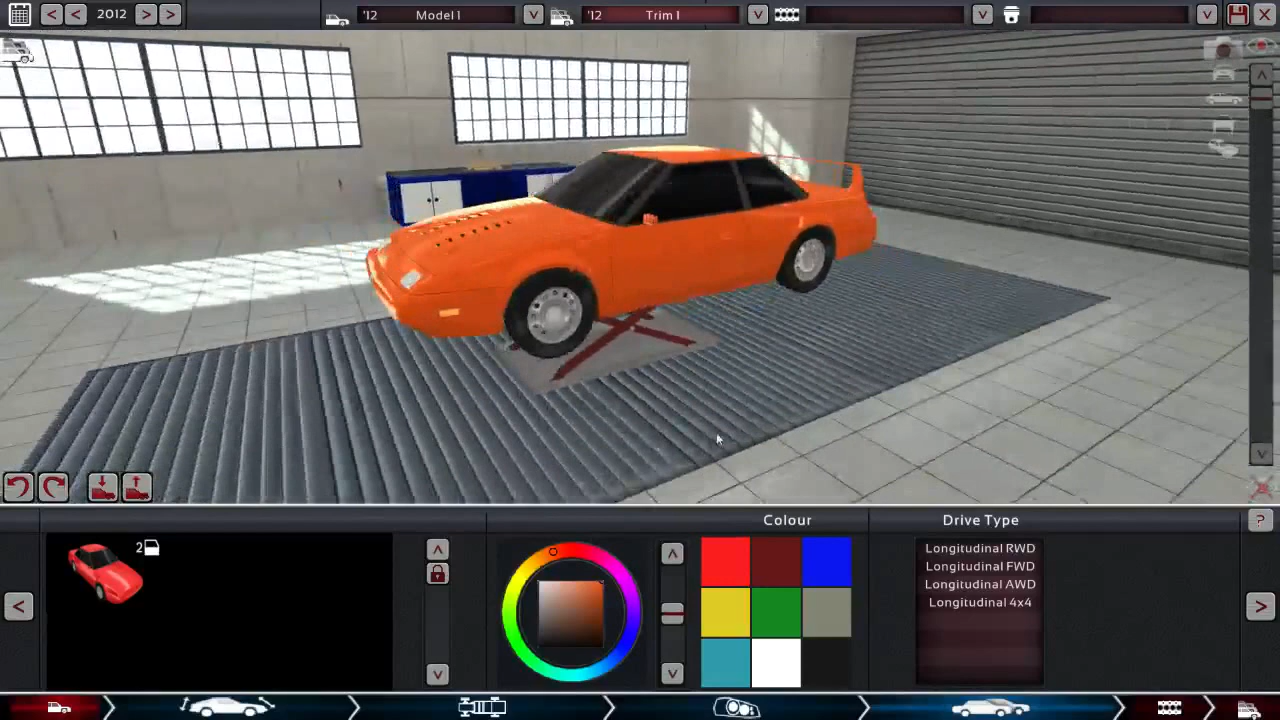 2012
'12 Model 1
'12 Trim 1
Colour
Drive Type
?
2
Longitudinal RWD
Longitudinal FWD
Longitudinal AWD
Longitudinal 4x4